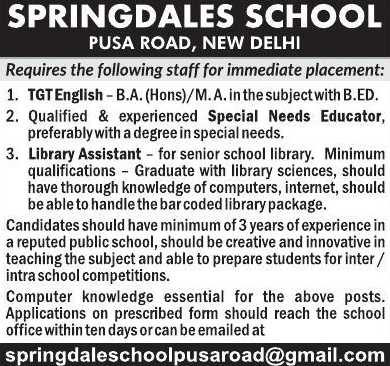 SPRINGDALES SCHOOL
PUSA ROAD, NEW DELHI
Requires the following staff for immediate placement:
1. TGT English – B.A. (Hons)/M.A. in the subject with B.ED.
2. Qualified & experienced Special Needs Educator,
preferably with a degree in special needs.
3. Library Assistant – for senior school library. Minimum
qualifications – Graduate with library sciences, should
have thorough knowledge of computers, internet, should
be able to handle the bar coded library package.
Candidates should have minimum of 3 years of experience in
a reputed public school, should be creative and innovative in
teaching the subject and able to prepare students for inter /
intra school competitions.
Computer knowledge essential for the above posts.
Applications on prescribed form should reach the school
office within ten days or can be emailed at
springdaleschoolpusaroad@gmail.com